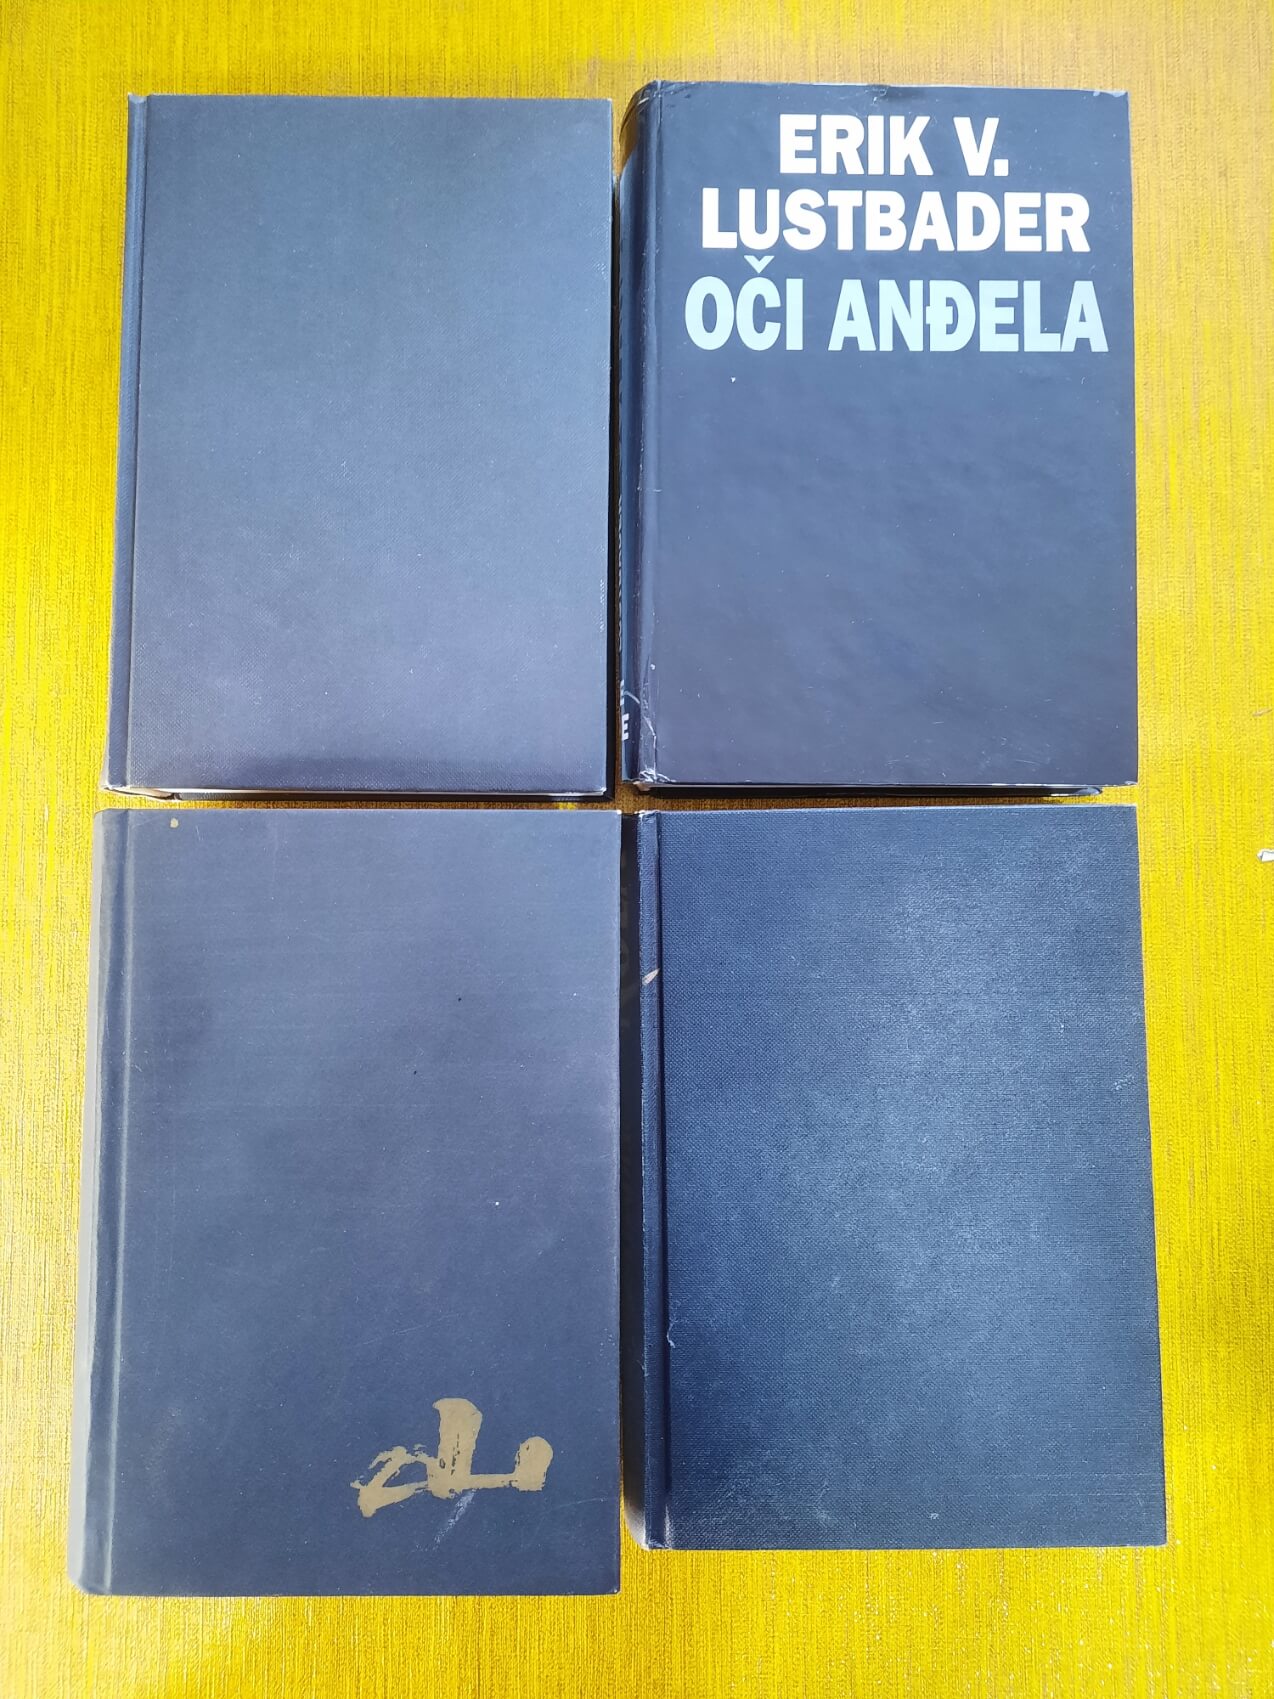 ERIK V.
LUSTBADER
OČI ANĐELA